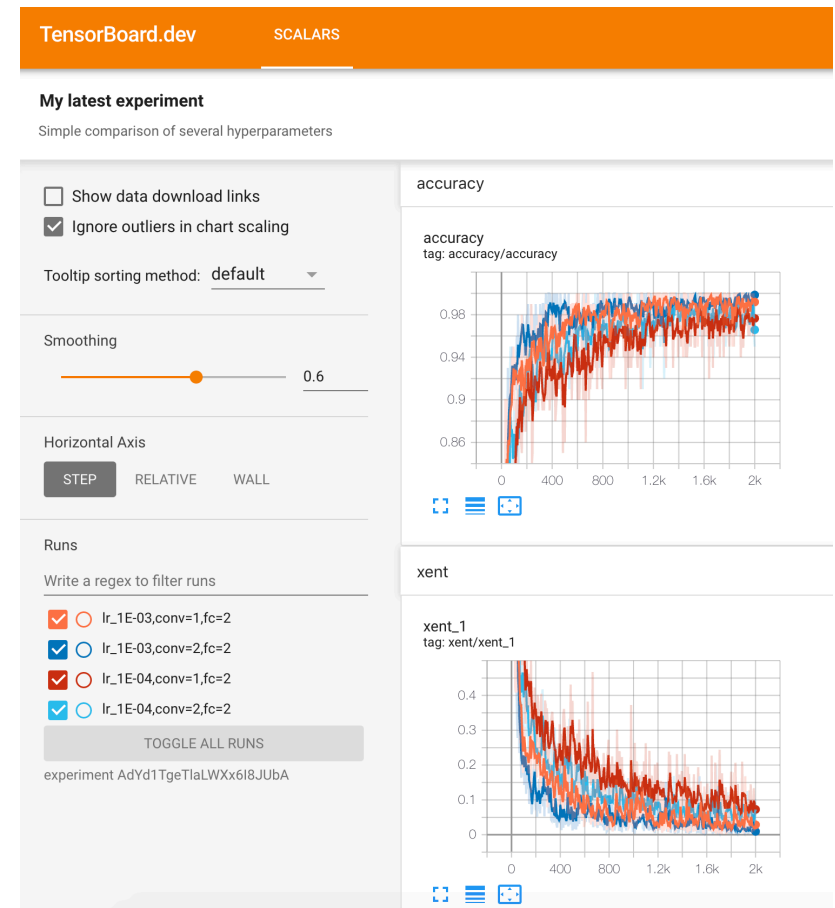 TensorBoard.dev SCALARS
My latest experiment
Simple comparison of several hyperparameters
Show data download links
Ignore outliers in chart scaling
Tooltip sorting method: default
Smoothing
0.6
Horizontal Axis
STEP RELATIVE WALL
Runs
Write a regex to filter runs
lr_1E-03,conv=1,fc=2
lr_1E-03,conv=2,fc=2
lr_1E-04,conv=1,fc=2
lr_1E-04,conv=2,fc=2
TOGGLE ALL RUNS
experiment AdYd1TgeTlaLWXx6I8JUbA
accuracy
accuracy
tag: accuracy/accuracy
0.98
0.94
0.9
0.86
0 400 800 1.2k 1.6k 2k
xent
xent_1
tag: xent/xent_1
0.4
0.3
0.2
0.1
0
0 400 800 1.2k 1.6k 2k